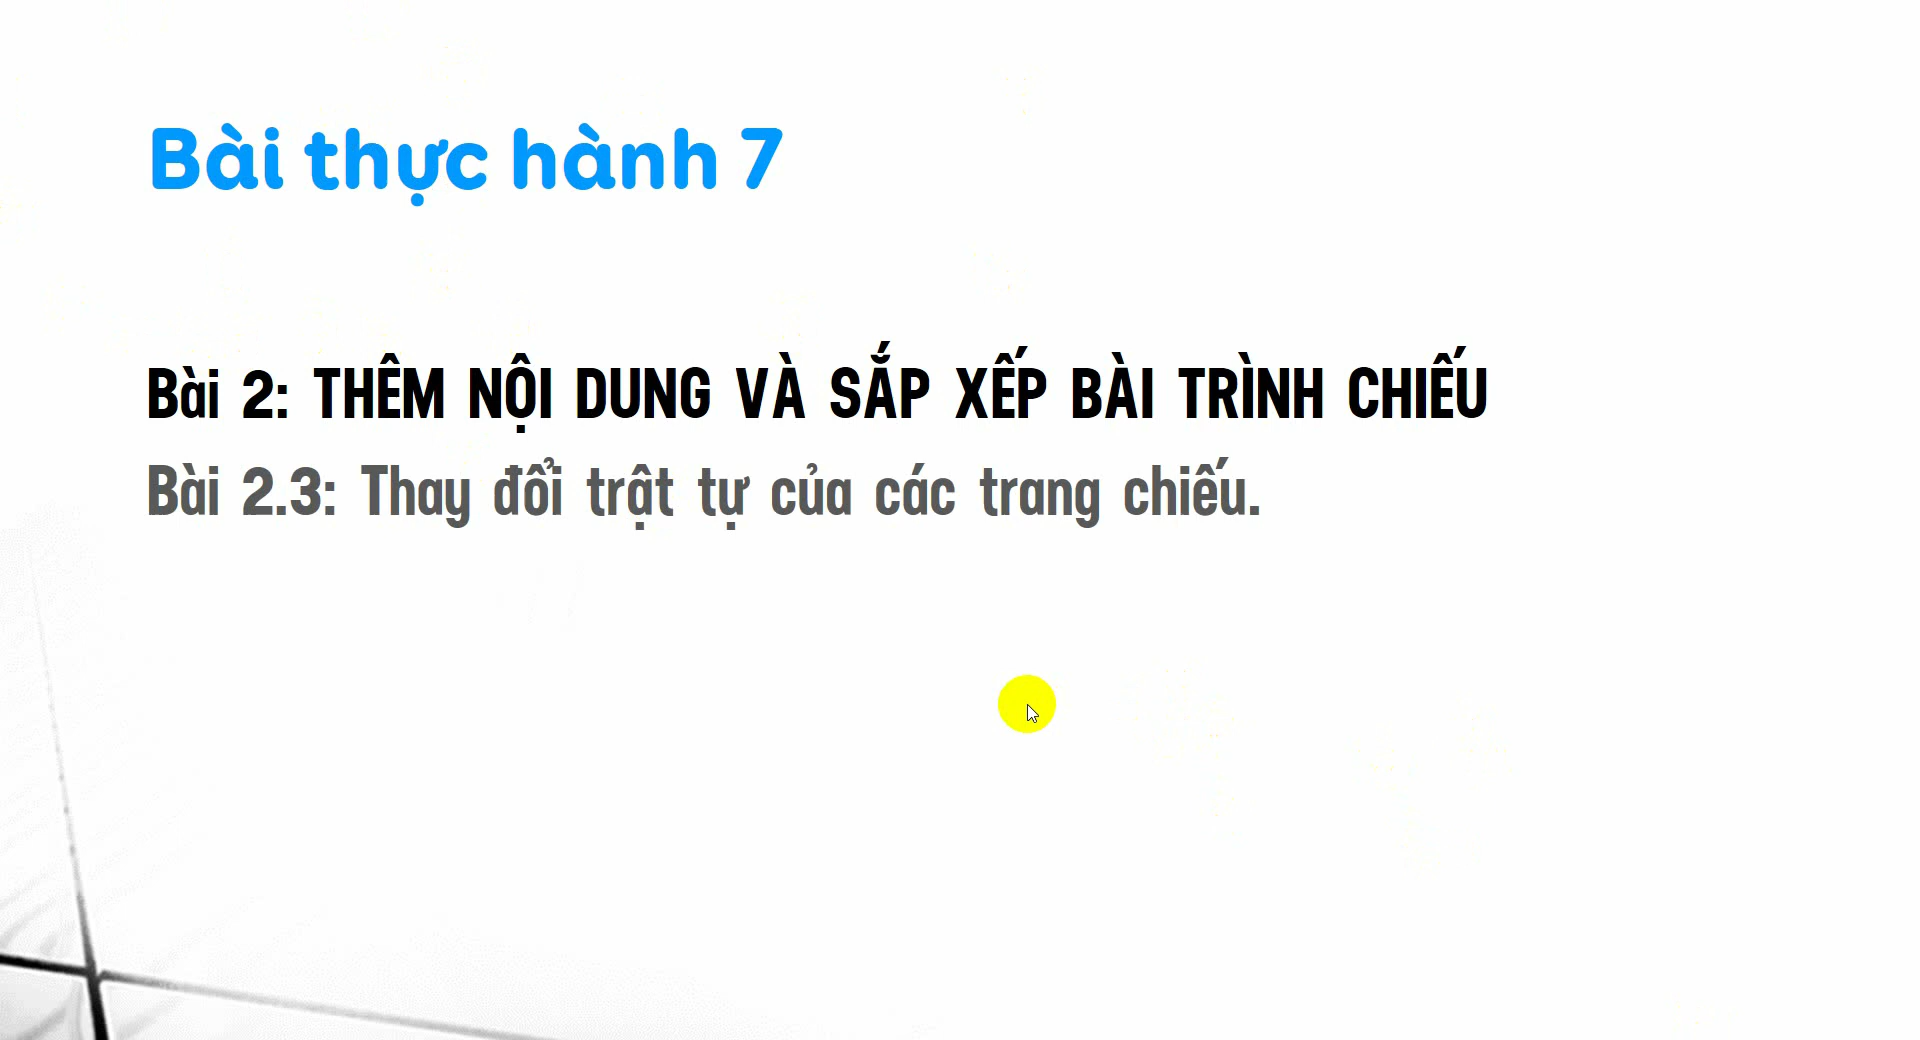 Bài thực hành 7
Bài 2: THÊM NỘI DUNG VÀ SẮP XẾP BÀI TRÌNH CHIẾU
Bài 2.3: Thay đổi trật tự của các trang chiếu.